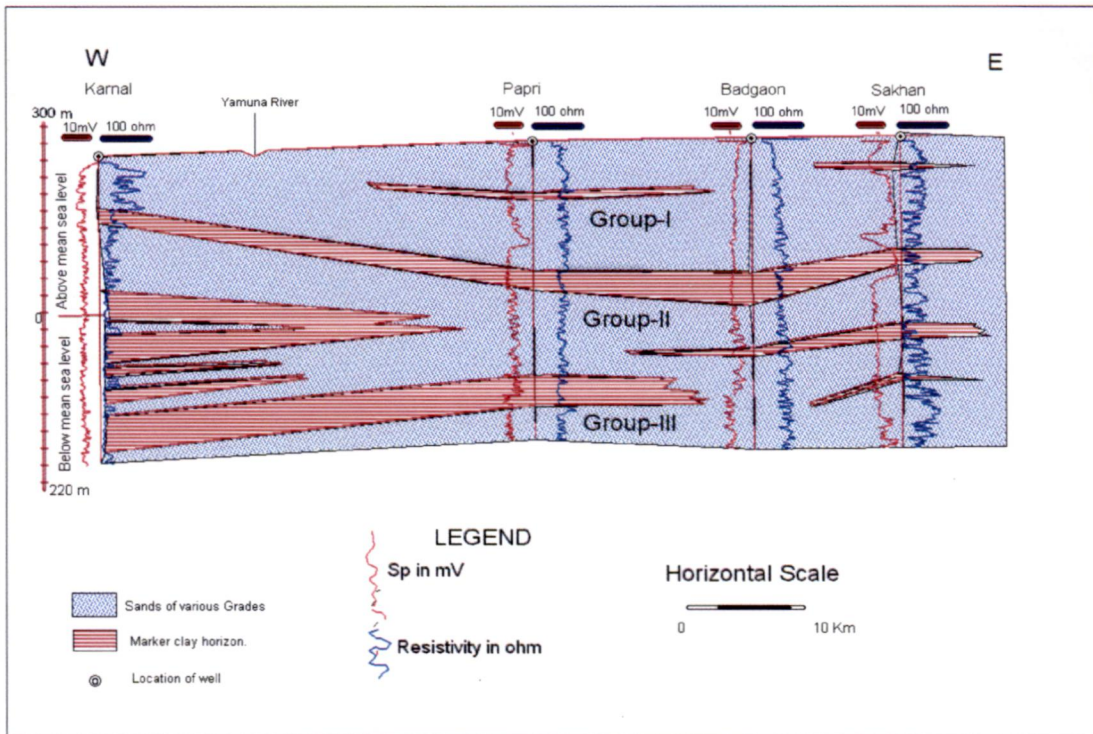 W
E
Karnal
Yamuna River
Papri
Badgaon
Sakhan
300 m
10mV
100 ohm
10mV
100 ohm
10mV
100 ohm
10mV
100 ohm
Above mean sea level
0
Below mean sea level
220 m
Group-I
Group-II
Group-III
LEGEND
Sp in mV
Resistivity in ohm
Sands of various Grades
Marker clay horizon.
Location of well
Horizontal Scale
0
10 Km